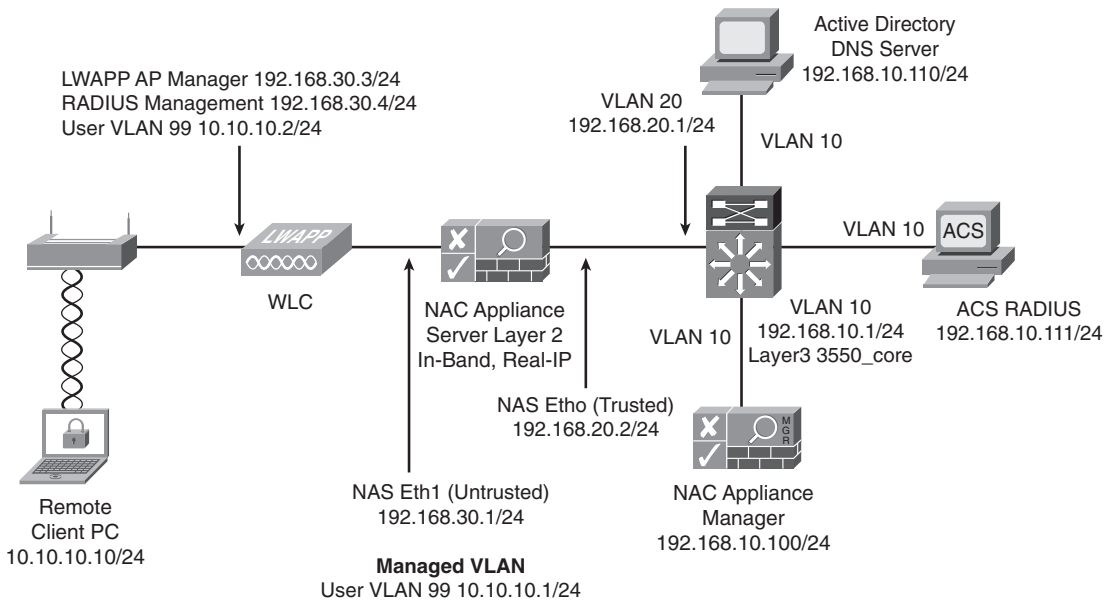 Active Directory
DNS Server
192.168.10.110/24
LWAPP AP Manager 192.168.30.3/24
RADIUS Management 192.168.30.4/24
User VLAN 99 10.10.10.2/24
VLAN 20
192.168.20.1/24
VLAN 10
LWAPP
WLC
NAC Appliance
Server Layer 2
In-Band, Real-IP
VLAN 10
ACS
ACS RADIUS
192.168.10.111/24
VLAN 10
192.168.10.1/24
Layer3 3550_core
VLAN 10
NAS Etho (Trusted)
192.168.20.2/24
MGR
NAC Appliance
Manager
192.168.10.100/24
NAS Eth1 (Untrusted)
192.168.30.1/24
Managed VLAN
User VLAN 99 10.10.10.1/24
Remote
Client PC
10.10.10.10/24